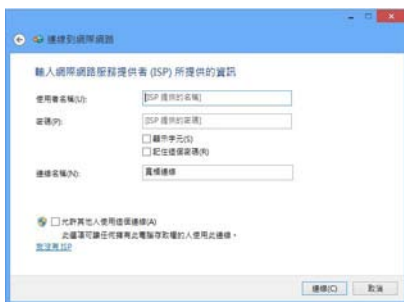 連線到網際網路
輸入網際網路服務提供者 (ISP) 所提供的資訊
使用者名稱(U):
[ISP 提供的名稱]
密碼(P):
[ISP 提供的密碼]
顯示字元(S)
記住這個密碼(R)
連線名稱(N):
寬頻連線
允許其他人使用這個連線(A)
此選項可讓任何擁有此電腦存取權的人使用此連線。
我沒有 ISP
連線(C)
取消